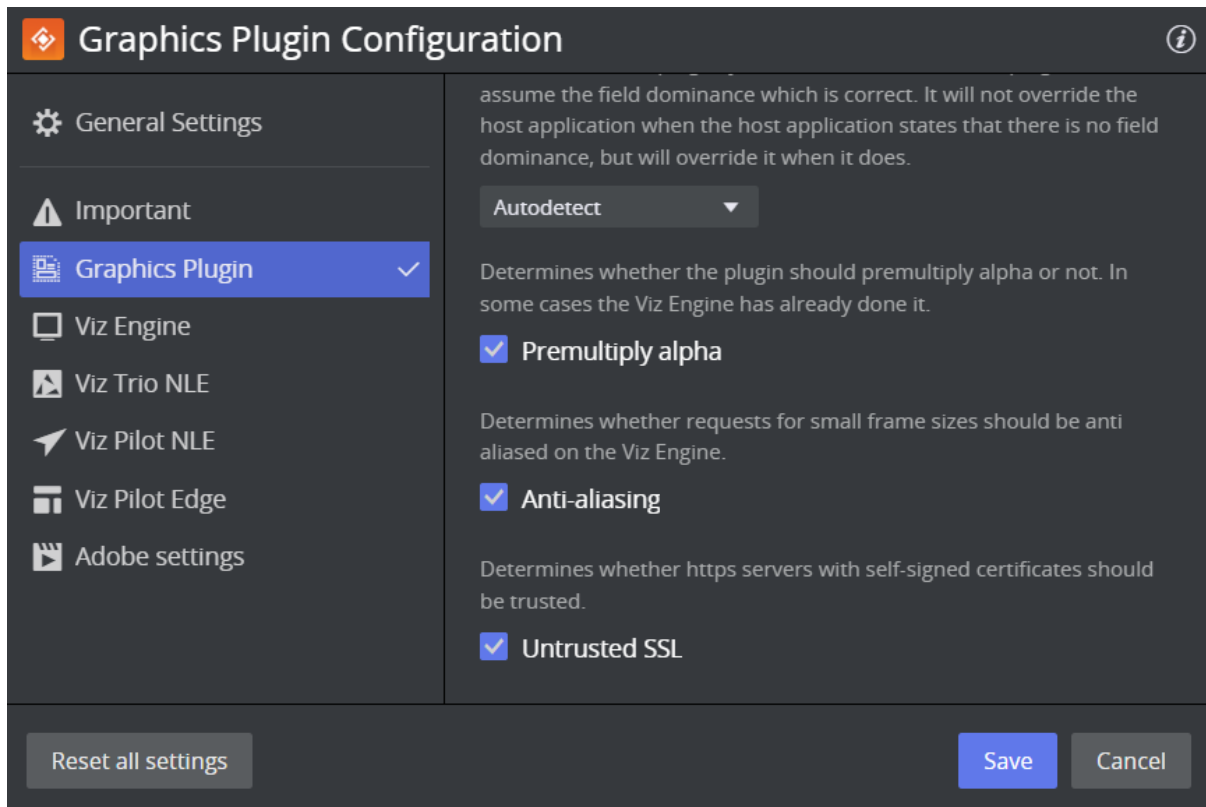 Graphics Plugin Configuration
General Settings
Important
Graphics Plugin
Viz Engine
Viz Trio NLE
Viz Pilot NLE
Viz Pilot Edge
Adobe settings
assume the field dominance which is correct. It will not override the
host application when the host application states that there is no field
dominance, but will override it when it does.
Autodetect
Determines whether the plugin should premultiply alpha or not. In
some cases the Viz Engine has already done it.
Premultiply alpha
Determines whether requests for small frame sizes should be anti
aliased on the Viz Engine.
Anti-aliasing
Determines whether https servers with self-signed certificates should
be trusted.
Untrusted SSL
Reset all settings
Save
Cancel